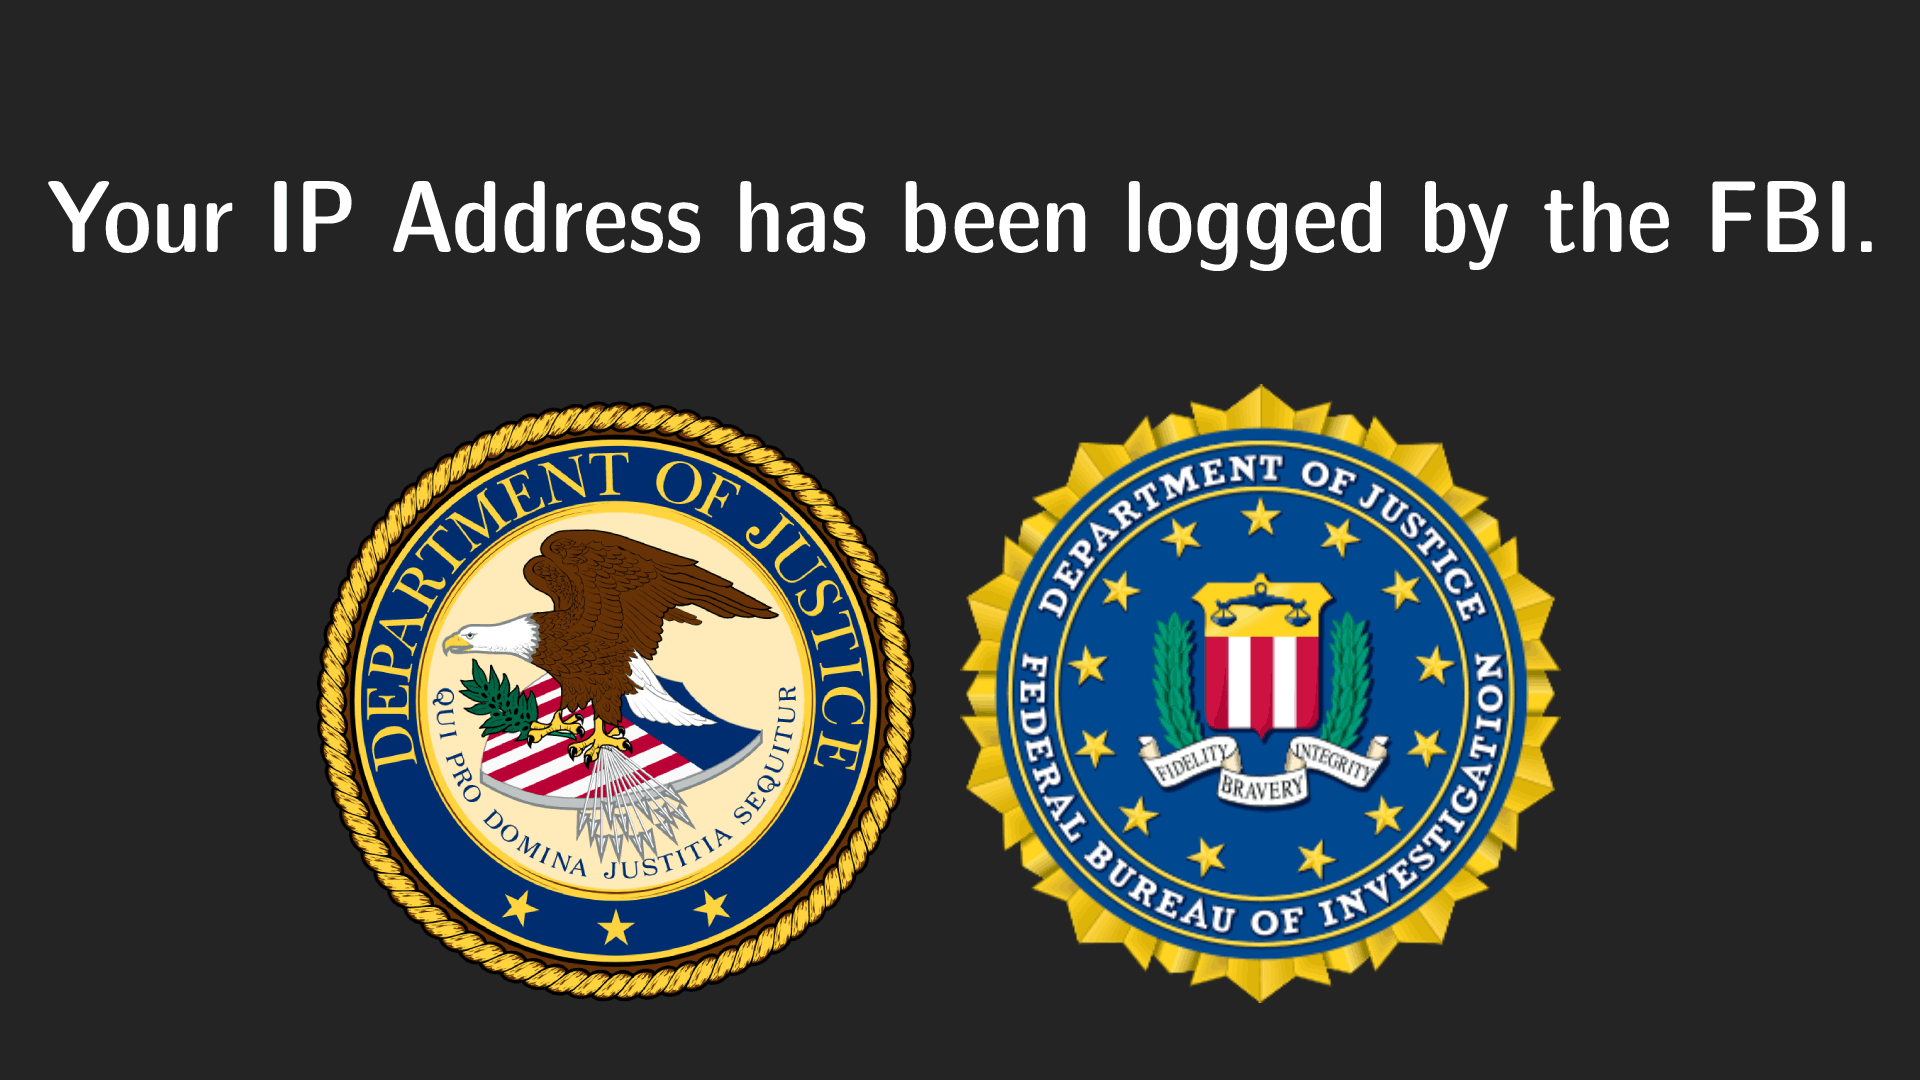 Your IP Address has been logged by the FBI.
DEPARTMENT OF JUSTICE
QUI PRO DOMINA JUSTITIA SEQUITUR
DEPARTMENT OF JUSTICE
FEDERAL BUREAU OF INVESTIGATION
FIDELITY
BRAVERY
INTEGRITY